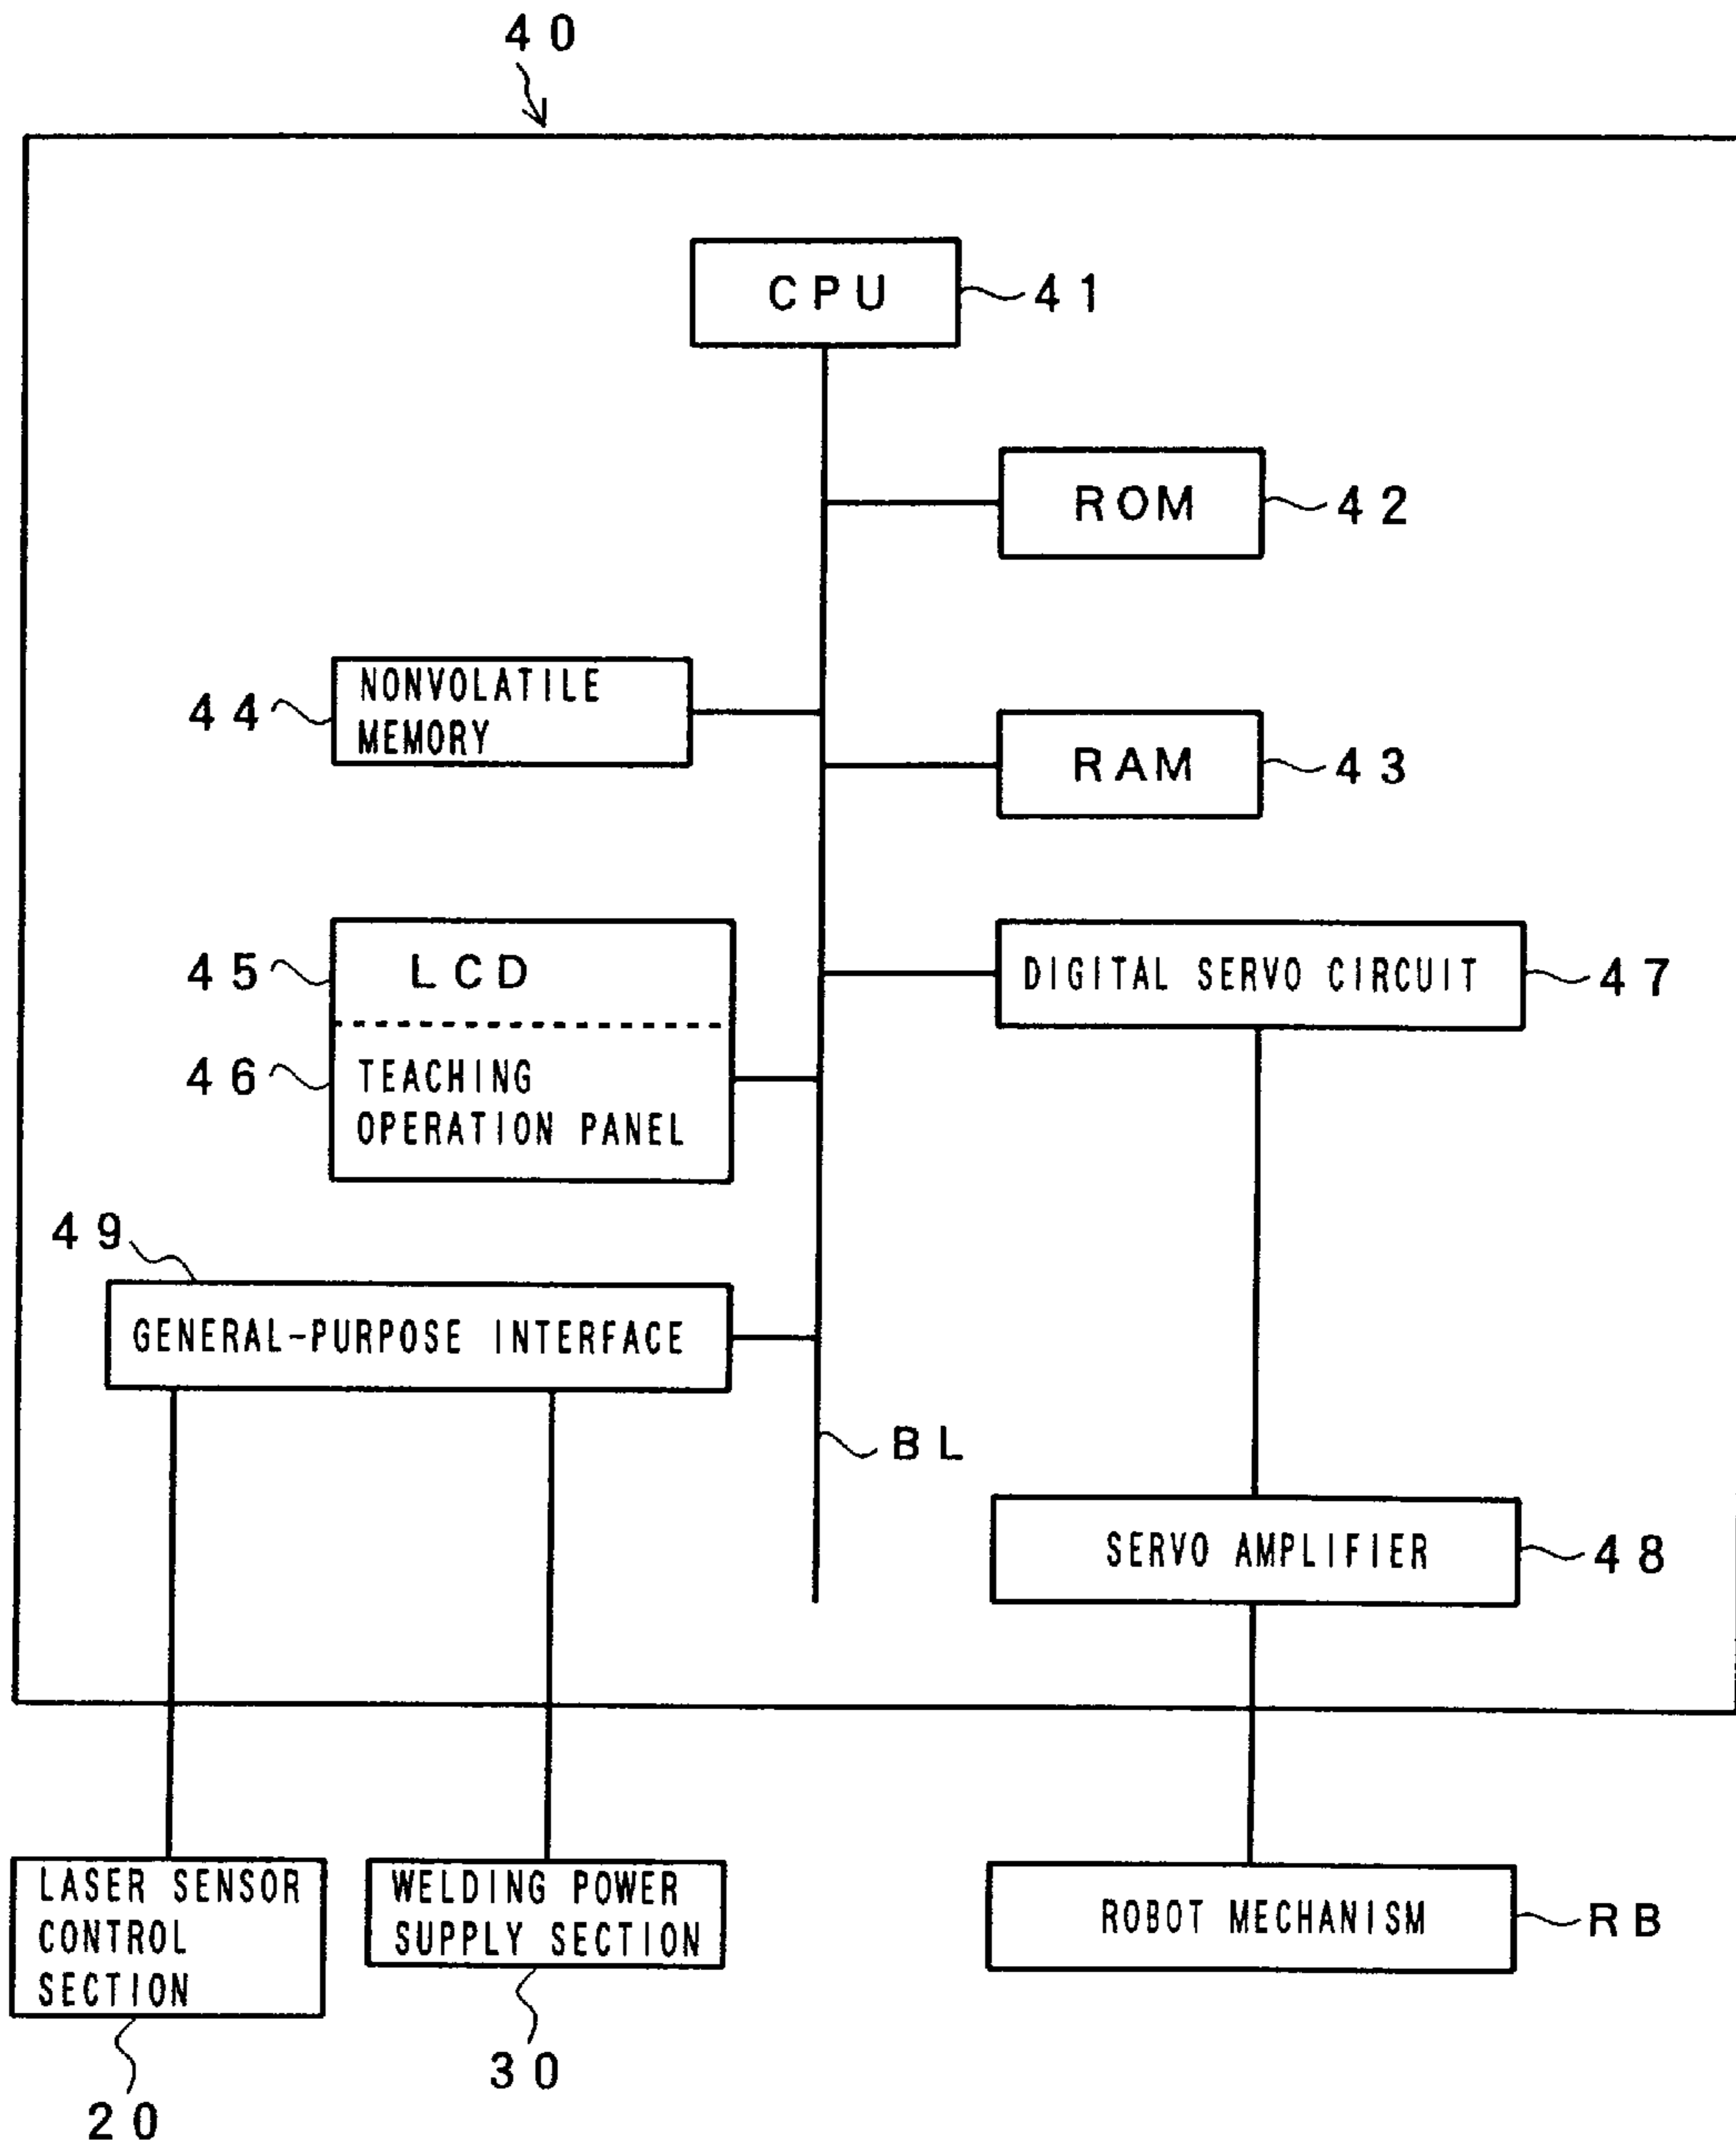 40
CPU
41
ROM
42
NONVOLATILE
MEMORY
44
RAM
43
45
LCD
DIGITAL SERVO CIRCUIT
47
46
TEACHING
OPERATION PANEL
49
GENERAL-PURPOSE INTERFACE
BL
SERVO AMPLIFIER
48
LASER SENSOR
CONTROL
SECTION
WELDING POWER
SUPPLY SECTION
ROBOT MECHANISM
RB
30
20